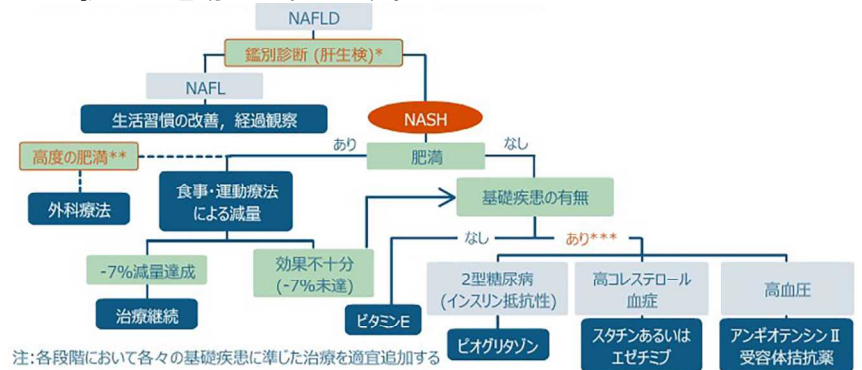 NAFLD
鑑別診断 (肝生検)*
NAFL
生活習慣の改善，経過観察
NASH
あり
肥満
なし
高度の肥満**
外科療法
食事・運動療法
による減量
基礎疾患の有無
-7%減量達成
治療継続
効果不十分
(-7%未達)
なし
あり***
ビタミンE
2型糖尿病
(インスリン抵抗性)
ピオグリタゾン
高コレステロール
血症
スタチンあるいは
エゼチミブ
高血圧
アンギオテンシンⅡ
受容体拮抗薬
注：各段階において各々の基礎疾患に準じた治療を適宜追加する